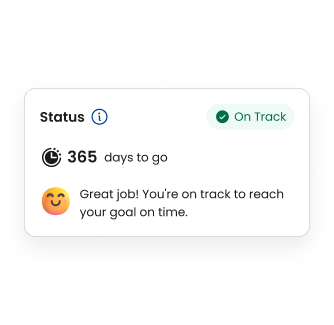 Status
On Track
365 days to go
Great job! You're on track to reach
your goal on time.